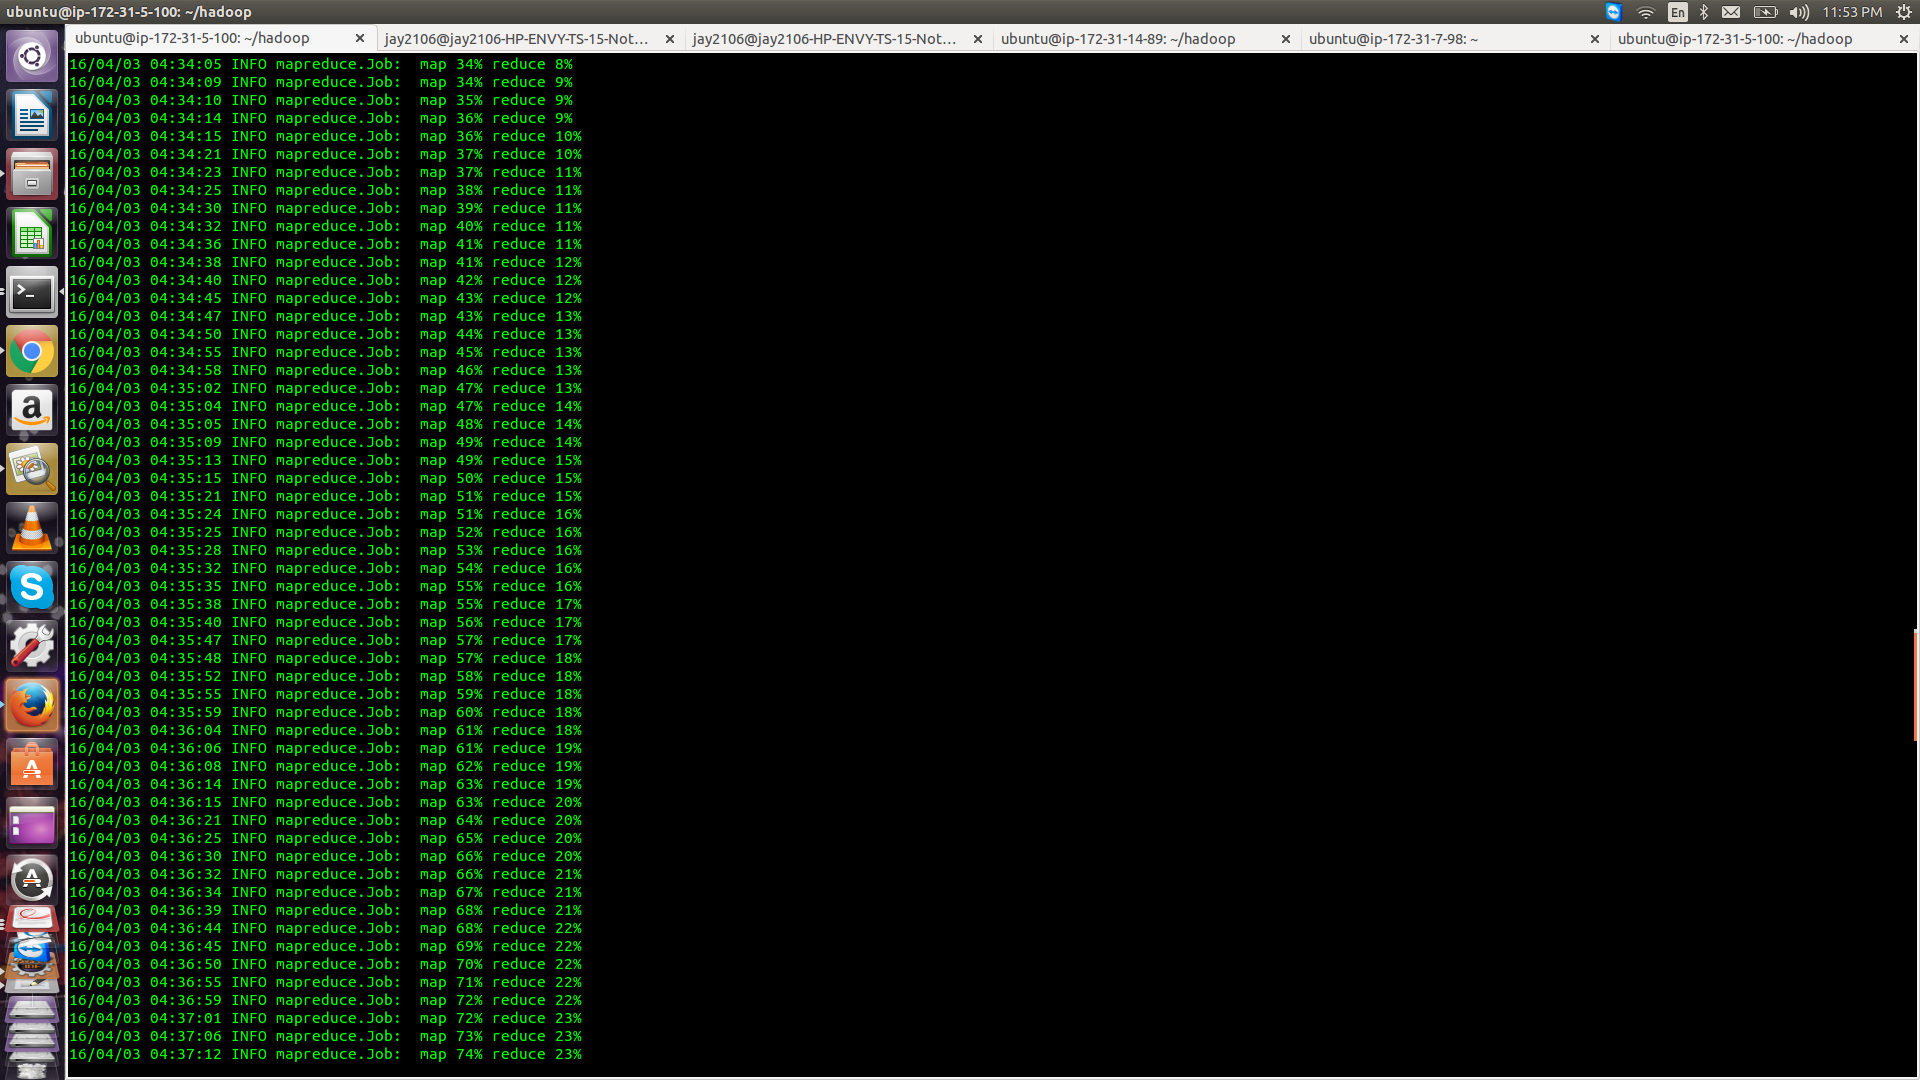 ubuntu@ip-172-31-5-100: ~/hadoop
En
11:53 PM
ubuntu@ip-172-31-5-100: ~/hadoop
jay2106@jay2106-HP-ENVY-TS-15-Not...
jay2106@jay2106-HP-ENVY-TS-15-Not...
ubuntu@ip-172-31-14-89: ~/hadoop
ubuntu@ip-172-31-7-98: ~
ubuntu@ip-172-31-5-100: ~/hadoop
16/04/03 04:34:05 INFO mapreduce.Job:  map 34% reduce 8%
16/04/03 04:34:09 INFO mapreduce.Job:  map 34% reduce 9%
16/04/03 04:34:10 INFO mapreduce.Job:  map 35% reduce 9%
16/04/03 04:34:14 INFO mapreduce.Job:  map 36% reduce 9%
16/04/03 04:34:15 INFO mapreduce.Job:  map 36% reduce 10%
16/04/03 04:34:21 INFO mapreduce.Job:  map 37% reduce 10%
16/04/03 04:34:23 INFO mapreduce.Job:  map 37% reduce 11%
16/04/03 04:34:25 INFO mapreduce.Job:  map 38% reduce 11%
16/04/03 04:34:30 INFO mapreduce.Job:  map 39% reduce 11%
16/04/03 04:34:32 INFO mapreduce.Job:  map 40% reduce 11%
16/04/03 04:34:36 INFO mapreduce.Job:  map 41% reduce 11%
16/04/03 04:34:38 INFO mapreduce.Job:  map 41% reduce 12%
16/04/03 04:34:40 INFO mapreduce.Job:  map 42% reduce 12%
16/04/03 04:34:45 INFO mapreduce.Job:  map 43% reduce 12%
16/04/03 04:34:47 INFO mapreduce.Job:  map 43% reduce 13%
16/04/03 04:34:50 INFO mapreduce.Job:  map 44% reduce 13%
16/04/03 04:34:55 INFO mapreduce.Job:  map 45% reduce 13%
16/04/03 04:34:58 INFO mapreduce.Job:  map 46% reduce 13%
16/04/03 04:35:02 INFO mapreduce.Job:  map 47% reduce 13%
16/04/03 04:35:04 INFO mapreduce.Job:  map 47% reduce 14%
16/04/03 04:35:05 INFO mapreduce.Job:  map 48% reduce 14%
16/04/03 04:35:09 INFO mapreduce.Job:  map 49% reduce 14%
16/04/03 04:35:13 INFO mapreduce.Job:  map 49% reduce 15%
16/04/03 04:35:15 INFO mapreduce.Job:  map 50% reduce 15%
16/04/03 04:35:21 INFO mapreduce.Job:  map 51% reduce 15%
16/04/03 04:35:24 INFO mapreduce.Job:  map 51% reduce 16%
16/04/03 04:35:25 INFO mapreduce.Job:  map 52% reduce 16%
16/04/03 04:35:28 INFO mapreduce.Job:  map 53% reduce 16%
16/04/03 04:35:32 INFO mapreduce.Job:  map 54% reduce 16%
16/04/03 04:35:35 INFO mapreduce.Job:  map 55% reduce 16%
16/04/03 04:35:38 INFO mapreduce.Job:  map 55% reduce 17%
16/04/03 04:35:40 INFO mapreduce.Job:  map 56% reduce 17%
16/04/03 04:35:47 INFO mapreduce.Job:  map 57% reduce 17%
16/04/03 04:35:48 INFO mapreduce.Job:  map 57% reduce 18%
16/04/03 04:35:52 INFO mapreduce.Job:  map 58% reduce 18%
16/04/03 04:35:55 INFO mapreduce.Job:  map 59% reduce 18%
16/04/03 04:35:59 INFO mapreduce.Job:  map 60% reduce 18%
16/04/03 04:36:04 INFO mapreduce.Job:  map 61% reduce 18%
16/04/03 04:36:06 INFO mapreduce.Job:  map 61% reduce 19%
16/04/03 04:36:08 INFO mapreduce.Job:  map 62% reduce 19%
16/04/03 04:36:14 INFO mapreduce.Job:  map 63% reduce 19%
16/04/03 04:36:15 INFO mapreduce.Job:  map 63% reduce 20%
16/04/03 04:36:21 INFO mapreduce.Job:  map 64% reduce 20%
16/04/03 04:36:25 INFO mapreduce.Job:  map 65% reduce 20%
16/04/03 04:36:30 INFO mapreduce.Job:  map 66% reduce 20%
16/04/03 04:36:32 INFO mapreduce.Job:  map 66% reduce 21%
16/04/03 04:36:34 INFO mapreduce.Job:  map 67% reduce 21%
16/04/03 04:36:39 INFO mapreduce.Job:  map 68% reduce 21%
16/04/03 04:36:44 INFO mapreduce.Job:  map 68% reduce 22%
16/04/03 04:36:45 INFO mapreduce.Job:  map 69% reduce 22%
16/04/03 04:36:50 INFO mapreduce.Job:  map 70% reduce 22%
16/04/03 04:36:55 INFO mapreduce.Job:  map 71% reduce 22%
16/04/03 04:36:59 INFO mapreduce.Job:  map 72% reduce 22%
16/04/03 04:37:01 INFO mapreduce.Job:  map 72% reduce 23%
16/04/03 04:37:06 INFO mapreduce.Job:  map 73% reduce 23%
16/04/03 04:37:12 INFO mapreduce.Job:  map 74% reduce 23%